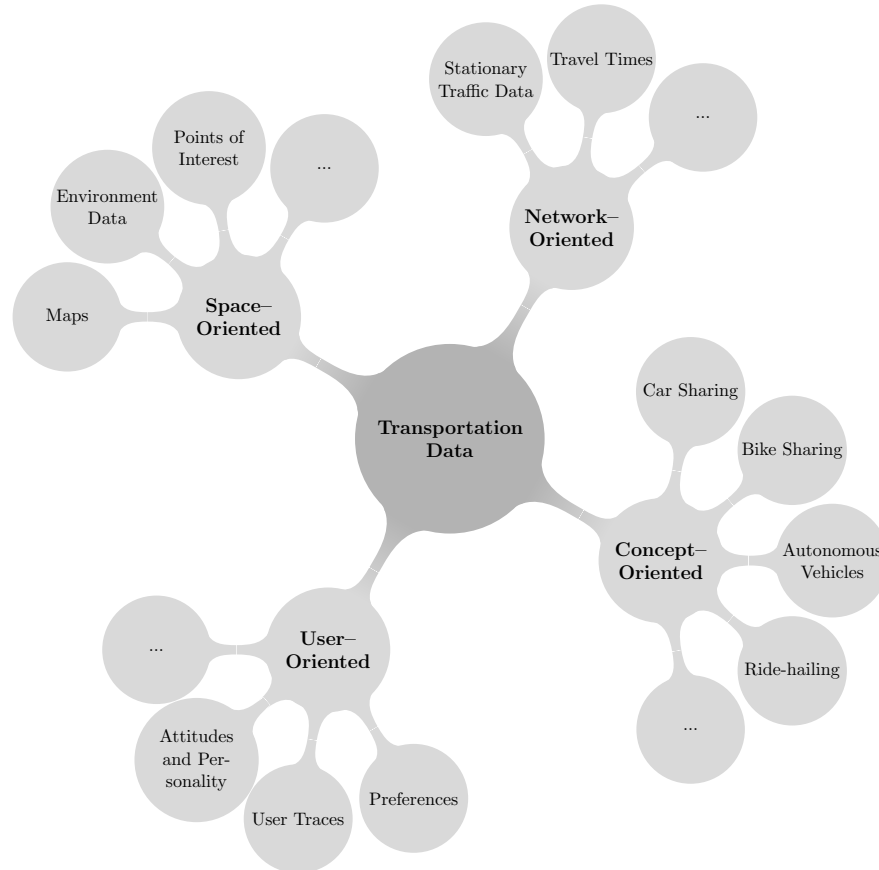 Stationary
Traffic Data
Travel Times
...
Network–
Oriented
Points of
Interest
...
Environment
Data
Maps
Space–
Oriented
Transportation
Data
Car Sharing
Bike Sharing
Autonomous
Vehicles
Ride-hailing
...
Concept–
Oriented
User–
Oriented
...
Attitudes
and Per-
sonality
User Traces
Preferences